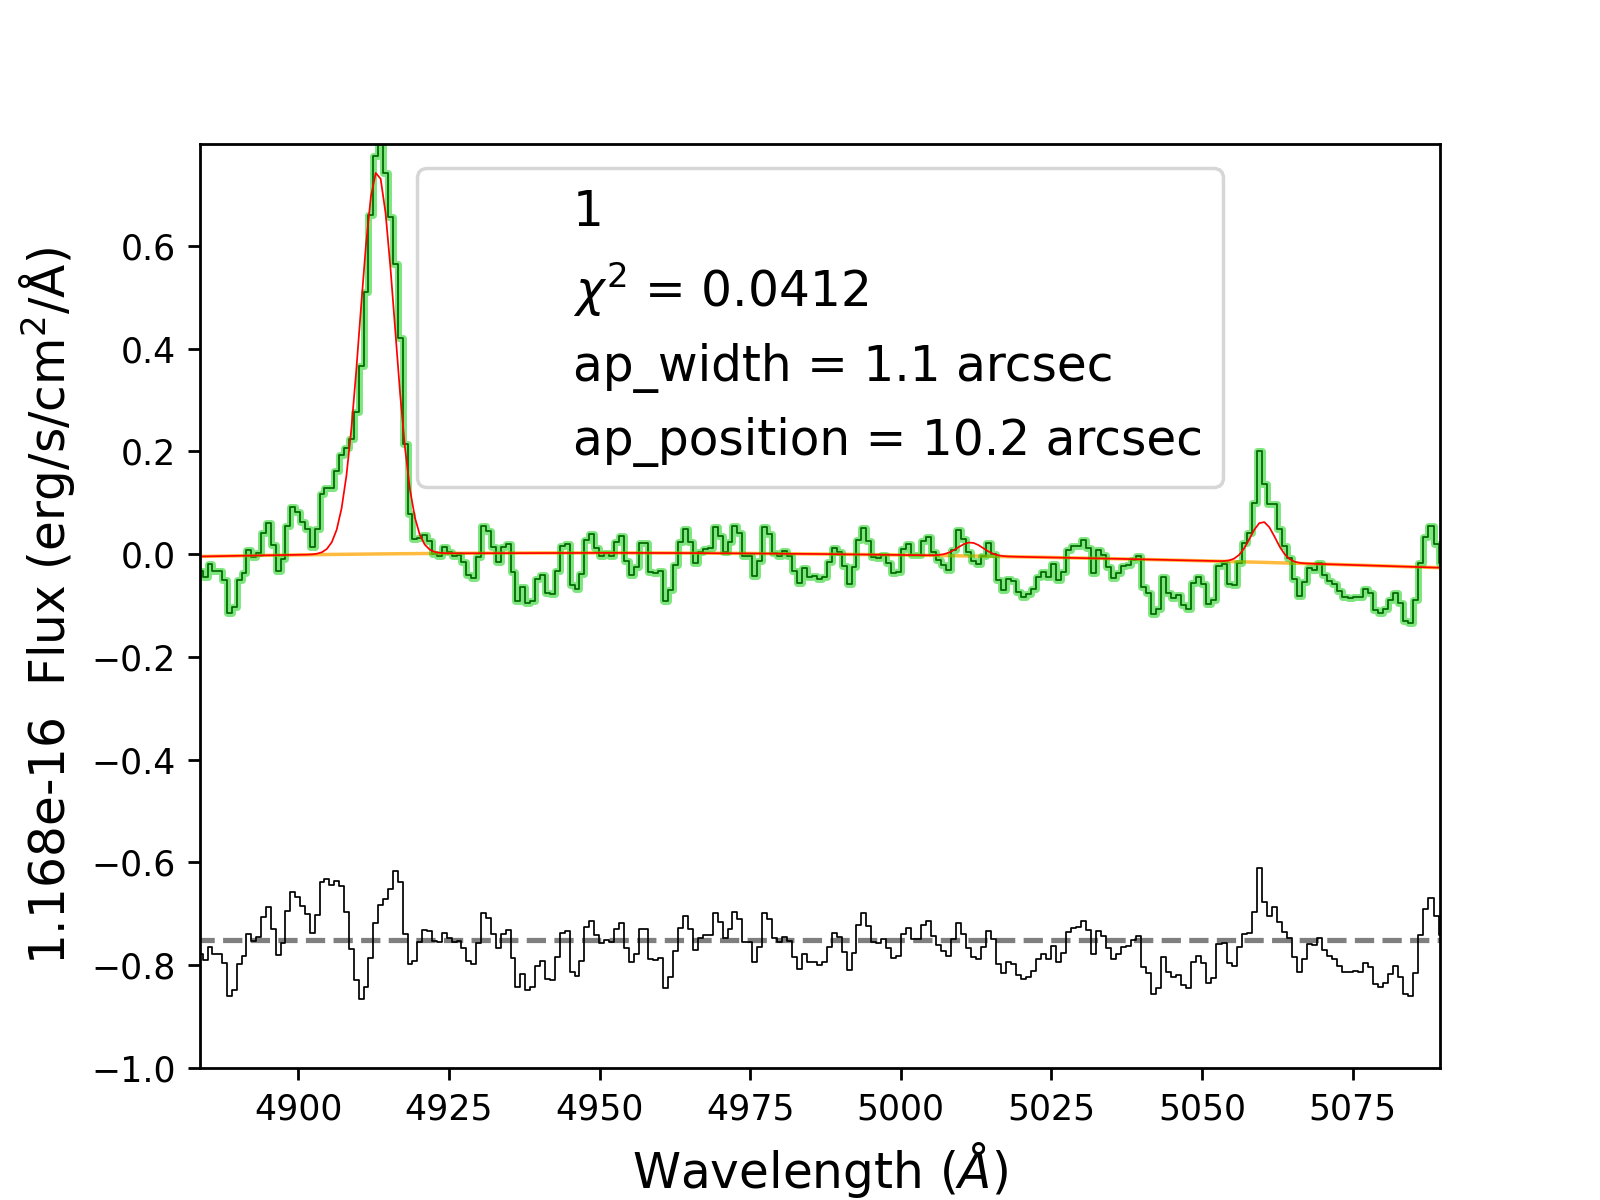 1
χ² = 0.0412
ap_width = 1.1 arcsec
ap_position = 10.2 arcsec
1.168e-16 Flux (erg/s/cm²/Å)
0.6
0.4
0.2
0.0
−0.2
−0.4
−0.6
−0.8
−1.0
4900 4925 4950 4975 5000 5025 5050 5075
Wavelength (Å)